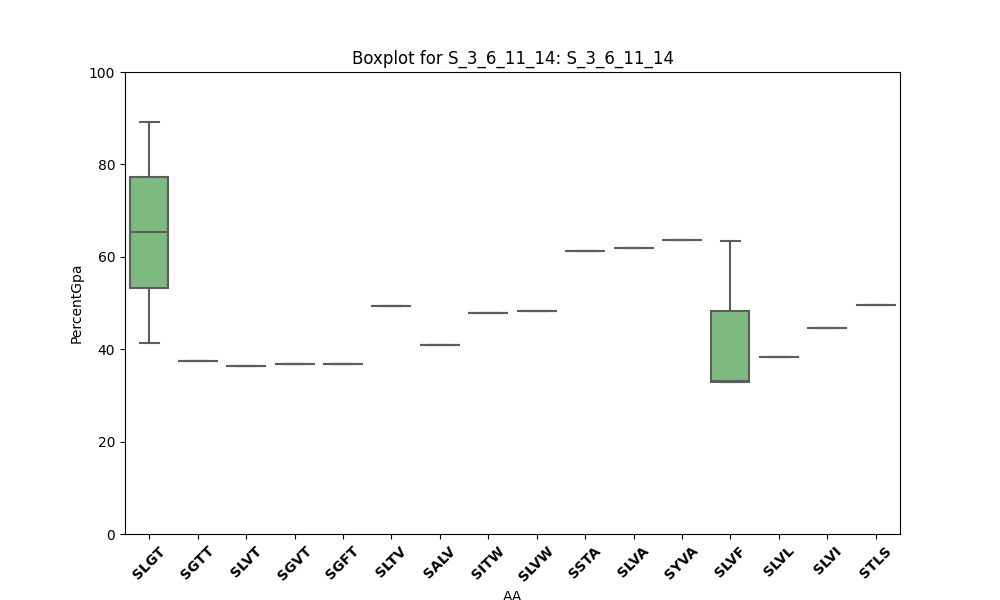 Boxplot for S_3_6_11_14: S_3_6_11_14
PercentGpa
100
80
60
40
20
0
SLGT SGTT SLVT SGVT SGFT SLTV SALV SITW SLVW SSTA SLVA SYVA SLVF SLVL SLVI STLS
AA